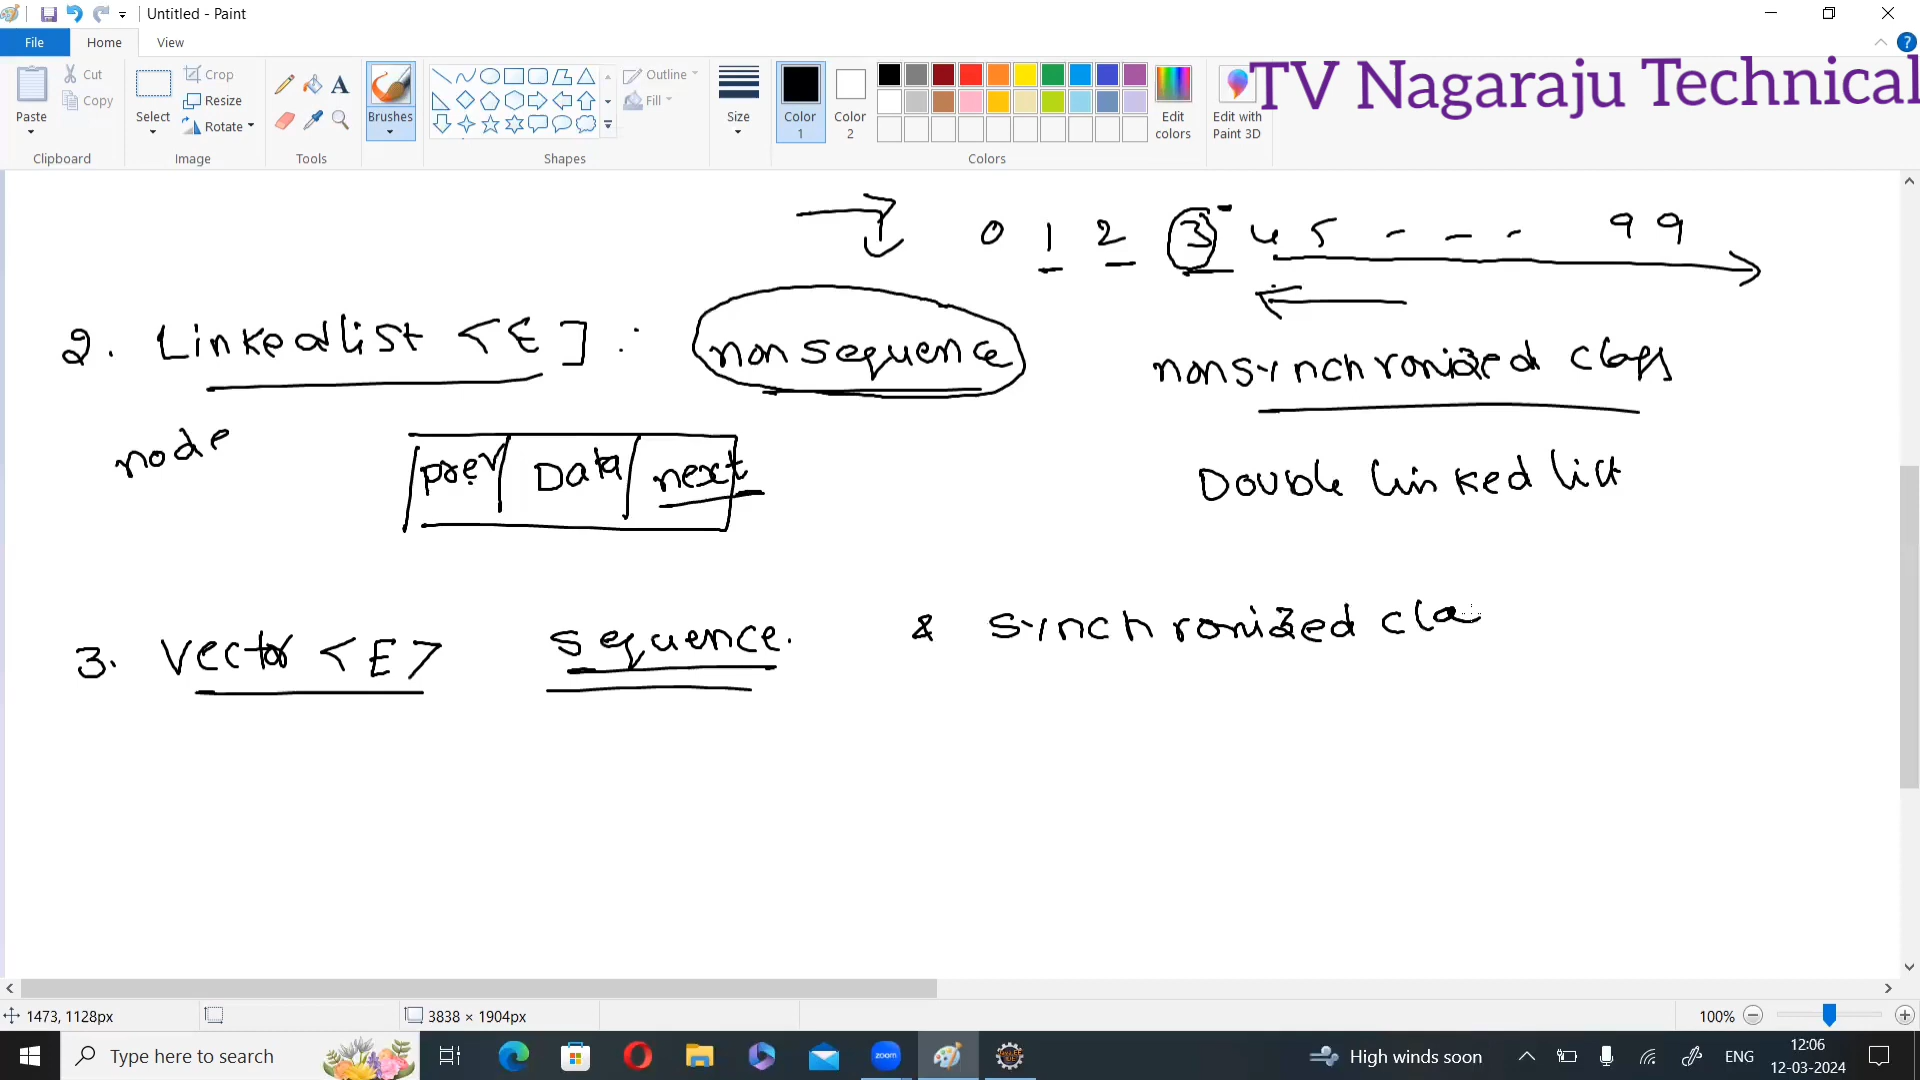 Untitled - Paint
File Home View
TV Nagaraju Technical
Cut
Copy
Paste
Select
Crop
Resize
Rotate
Brushes
Outline
Fill
Size
Color 1
Color 2
Edit colors
Edit with Paint 3D
Clipboard Image Tools Shapes Colors
0 1 2 3 4 5 - - - 99
2. Linkedlist <E] : nonsequence nonsynchronized class
node prev Data next Double linked list
3. Vector <E> sequence. & synchronized cla
1473, 1128px 3838 × 1904px 100%
Type here to search zoom High winds soon ENG 12:06
12-03-2024